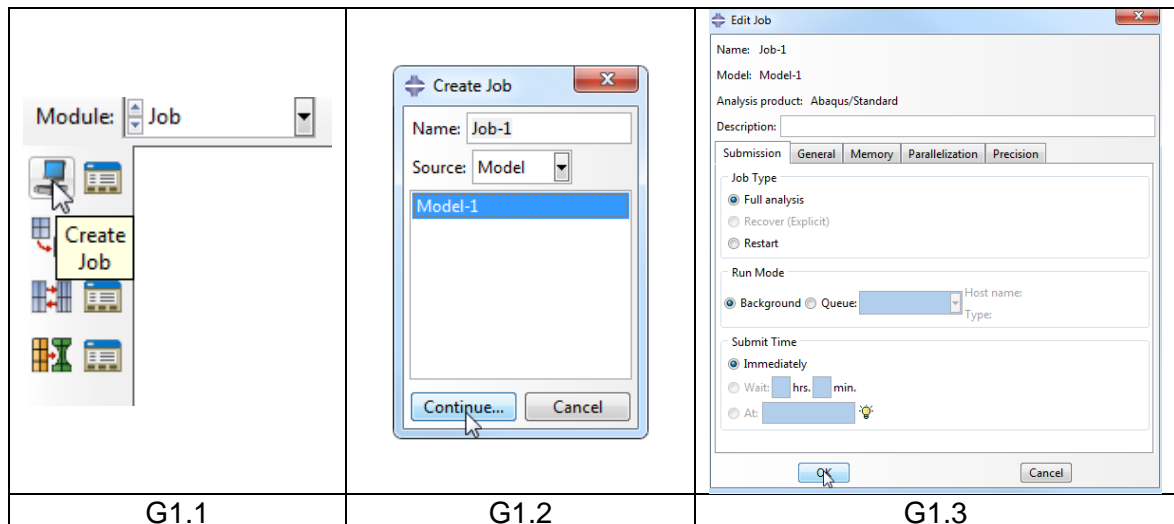 Module: Job
Create
Job
G1.1
Create Job
Name: Job-1
Source: Model
Model-1
Continue... Cancel
G1.2
Edit Job
Name: Job-1
Model: Model-1
Analysis product: Abaqus/Standard
Description:
Submission General Memory Parallelization Precision
Job Type
Full analysis
Recover (Explicit)
Restart
Run Mode
Background Queue: Host name:
Type:
Submit Time
Immediately
Wait: hrs. min.
At:
OK Cancel
G1.3